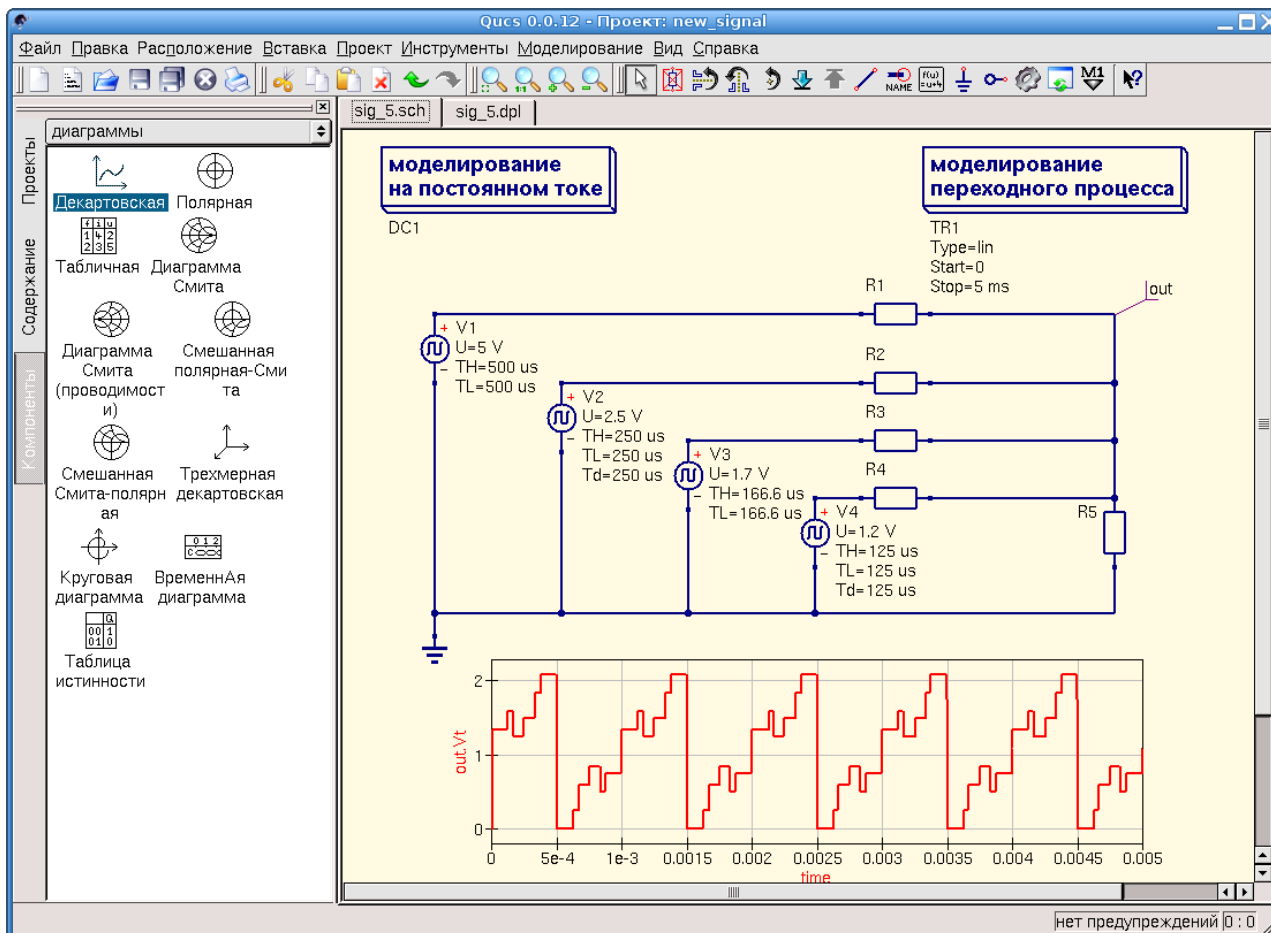 Qucs 0.0.12 - Проект: new_signal
Файл Правка Расположение Вставка Проект Инструменты Моделирование Вид Справка
NAME
f(u)
=u+4
M1
Проекты
Содержание
Компоненты
диаграммы
Декартовская
Полярная
Табличная
Диаграмма
Смита
Диаграмма
Смита
(проводимост
и)
Смешанная
полярная-Сми
та
Смешанная
Смита-полярн
ая
Трехмерная
декартовская
Круговая
диаграмма
ВременнАя
диаграмма
Таблица
истинности
sig_5.sch
sig_5.dpl
моделирование
на постоянном токе
DC1
моделирование
переходного процесса
TR1
Type=lin
Start=0
Stop=5 ms
out
R1
R2
R3
R4
R5
+ V1
U=5 V
TH=500 us
TL=500 us
+ V2
U=2.5 V
TH=250 us
TL=250 us
Td=250 us
+ V3
U=1.7 V
TH=166.6 us
TL=166.6 us
+ V4
U=1.2 V
TH=125 us
TL=125 us
Td=125 us
out.Vt
2
1
0
0 5e-4 1e-3 0.0015 0.002 0.0025 0.003 0.0035 0.004 0.0045 0.005
time
нет предупреждений 0 : 0